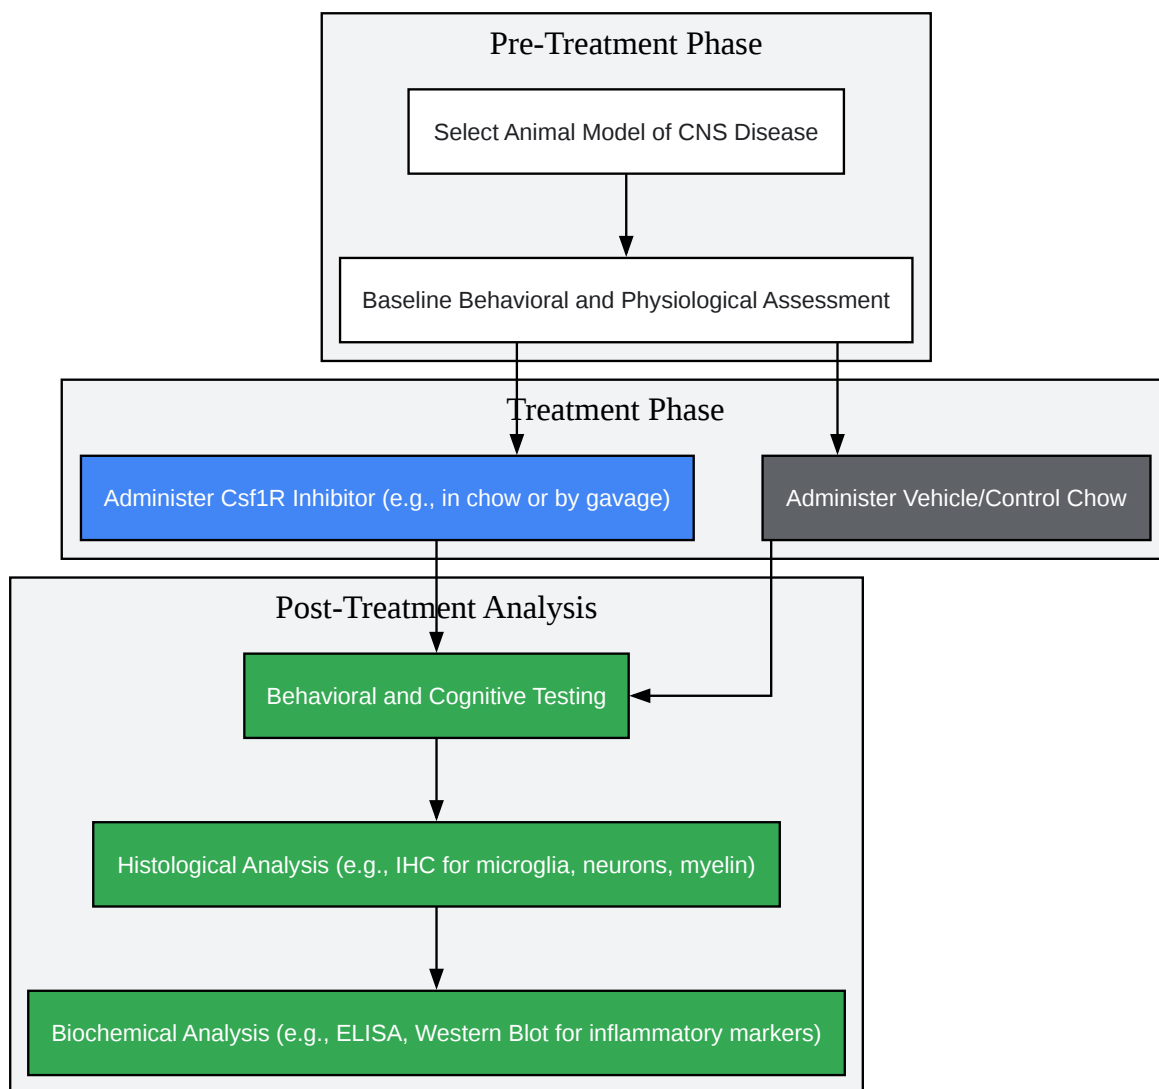 Pre-Treatment Phase
Select Animal Model of CNS Disease
Baseline Behavioral and Physiological Assessment
Treatment Phase
Administer Csf1R Inhibitor (e.g., in chow or by gavage)
Administer Vehicle/Control Chow
Post-Treatment Analysis
Behavioral and Cognitive Testing
Histological Analysis (e.g., IHC for microglia, neurons, myelin)
Biochemical Analysis (e.g., ELISA, Western Blot for inflammatory markers)